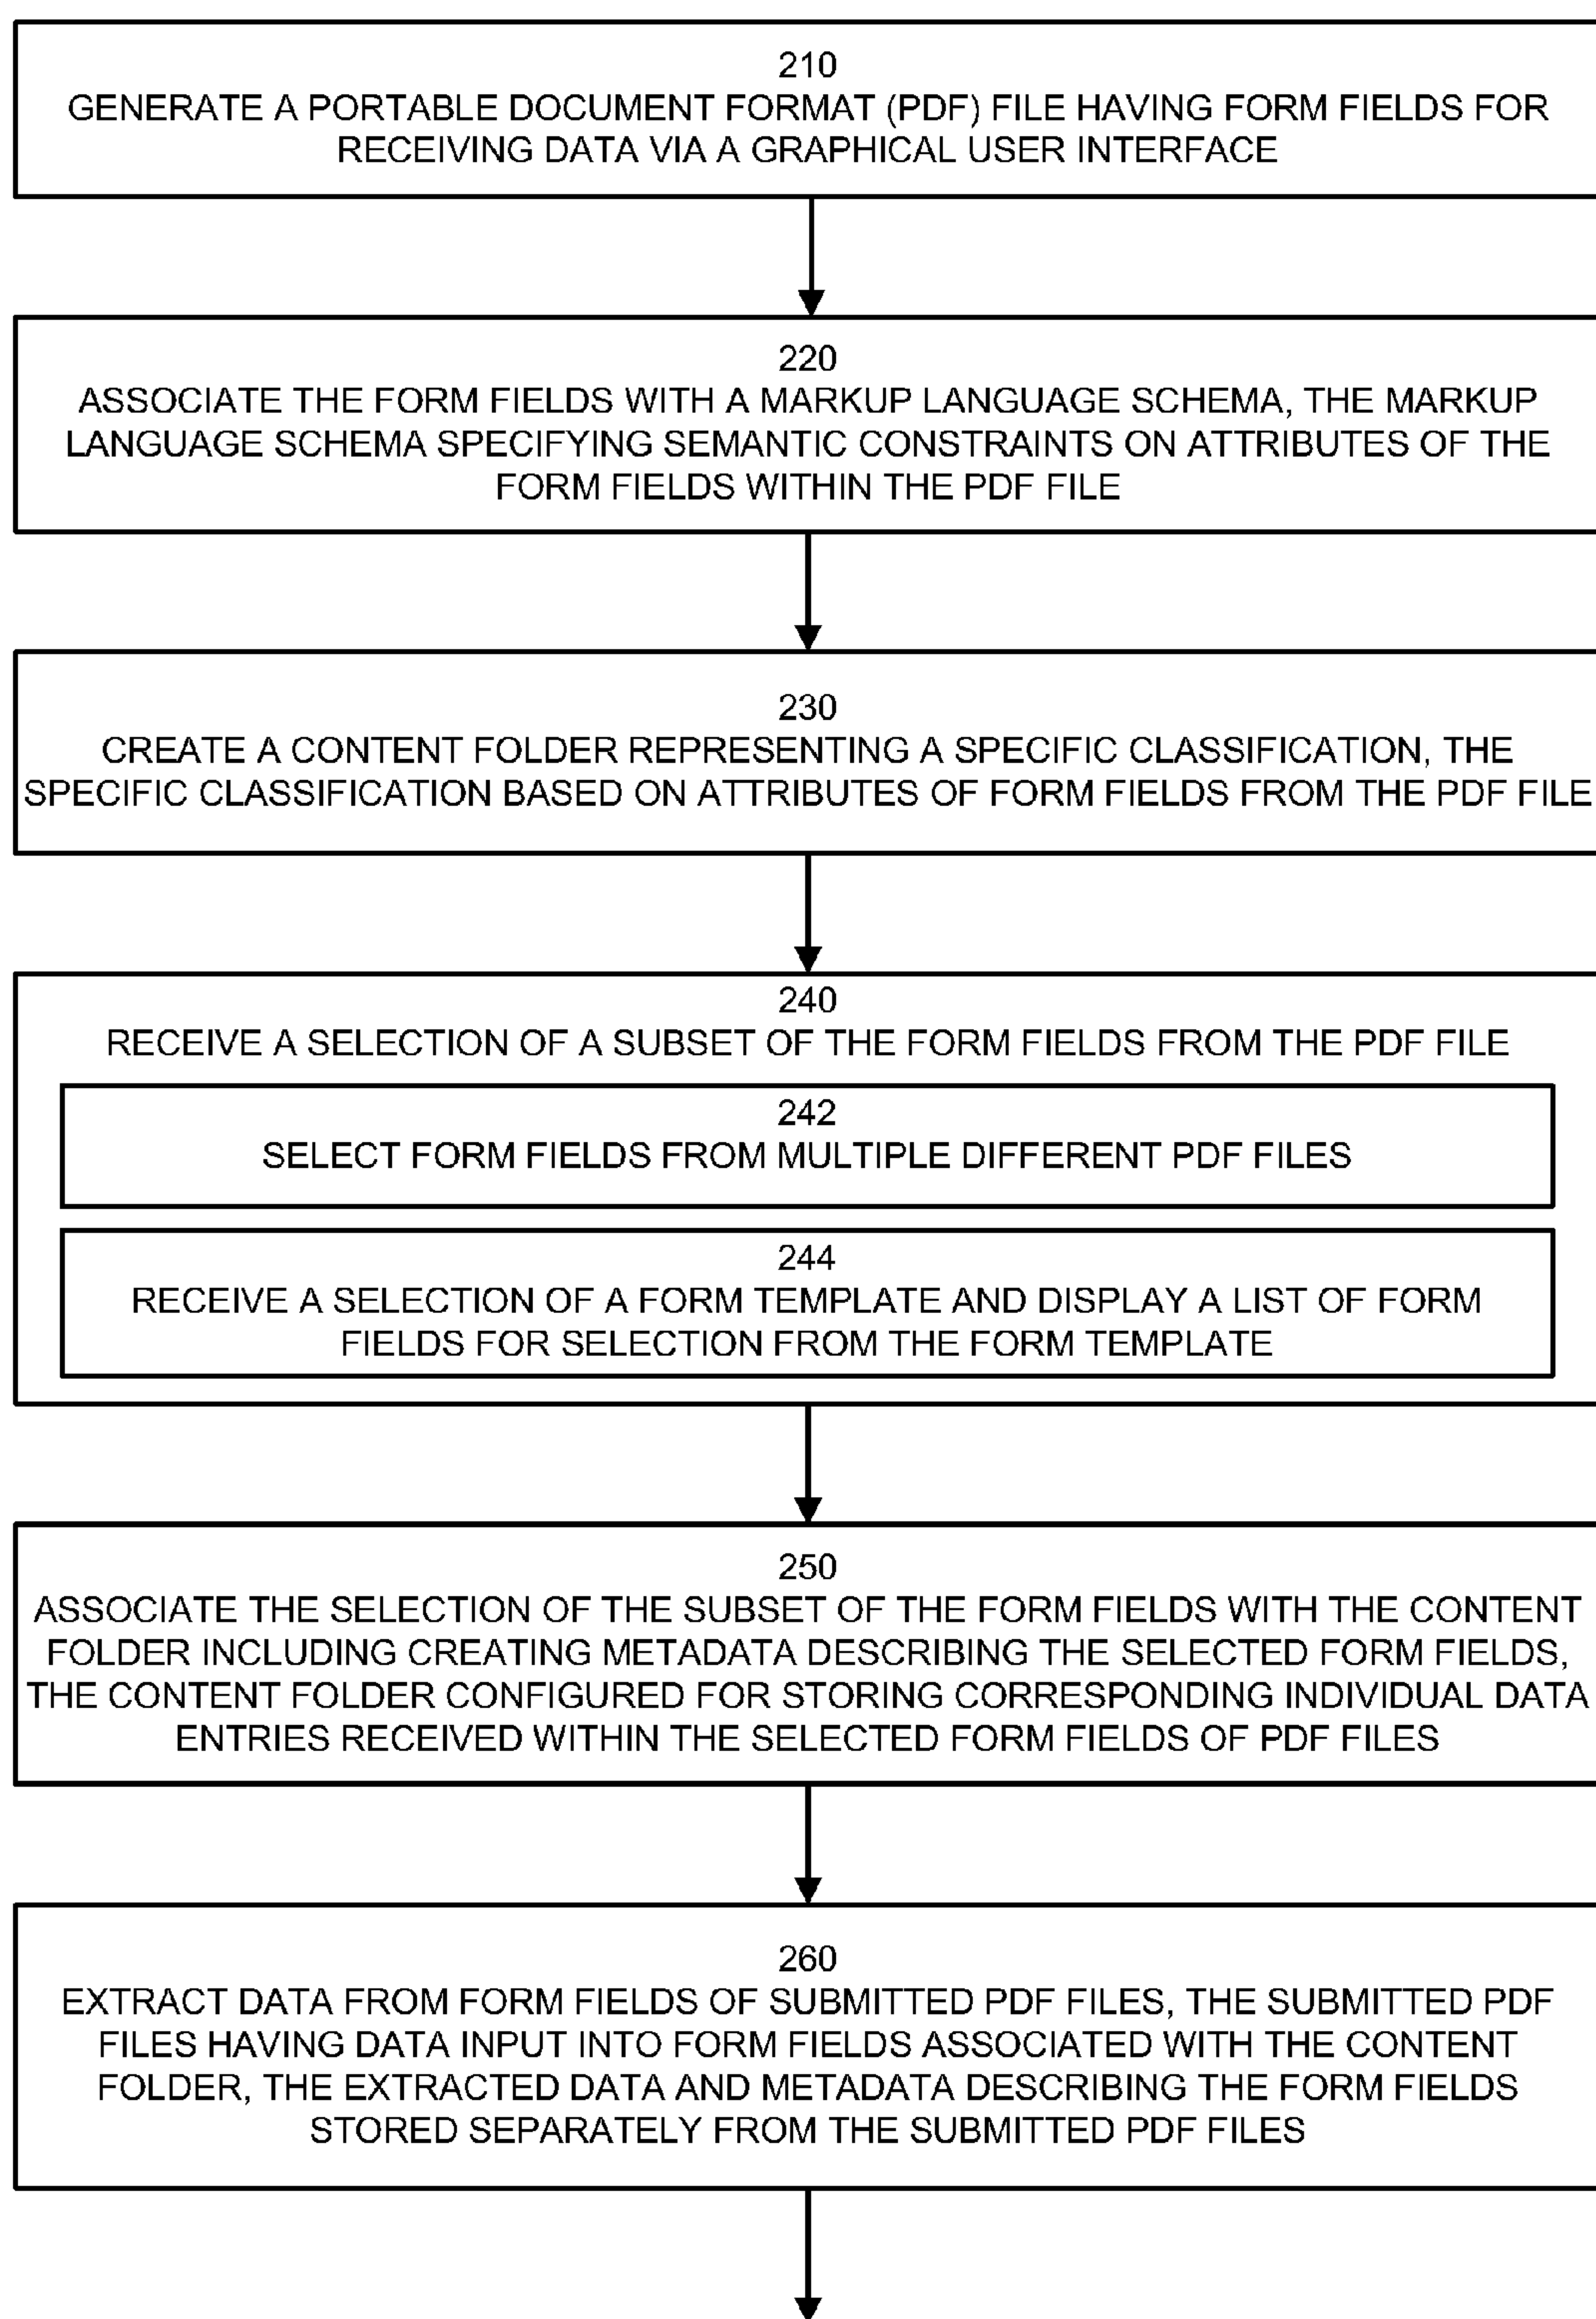 210
GENERATE A PORTABLE DOCUMENT FORMAT (PDF) FILE HAVING FORM FIELDS FOR
RECEIVING DATA VIA A GRAPHICAL USER INTERFACE
220
ASSOCIATE THE FORM FIELDS WITH A MARKUP LANGUAGE SCHEMA, THE MARKUP
LANGUAGE SCHEMA SPECIFYING SEMANTIC CONSTRAINTS ON ATTRIBUTES OF THE
FORM FIELDS WITHIN THE PDF FILE
230
CREATE A CONTENT FOLDER REPRESENTING A SPECIFIC CLASSIFICATION, THE
SPECIFIC CLASSIFICATION BASED ON ATTRIBUTES OF FORM FIELDS FROM THE PDF FILE
240
RECEIVE A SELECTION OF A SUBSET OF THE FORM FIELDS FROM THE PDF FILE
242
SELECT FORM FIELDS FROM MULTIPLE DIFFERENT PDF FILES
244
RECEIVE A SELECTION OF A FORM TEMPLATE AND DISPLAY A LIST OF FORM
FIELDS FOR SELECTION FROM THE FORM TEMPLATE
250
ASSOCIATE THE SELECTION OF THE SUBSET OF THE FORM FIELDS WITH THE CONTENT
FOLDER INCLUDING CREATING METADATA DESCRIBING THE SELECTED FORM FIELDS,
THE CONTENT FOLDER CONFIGURED FOR STORING CORRESPONDING INDIVIDUAL DATA
ENTRIES RECEIVED WITHIN THE SELECTED FORM FIELDS OF PDF FILES
260
EXTRACT DATA FROM FORM FIELDS OF SUBMITTED PDF FILES, THE SUBMITTED PDF
FILES HAVING DATA INPUT INTO FORM FIELDS ASSOCIATED WITH THE CONTENT
FOLDER, THE EXTRACTED DATA AND METADATA DESCRIBING THE FORM FIELDS
STORED SEPARATELY FROM THE SUBMITTED PDF FILES